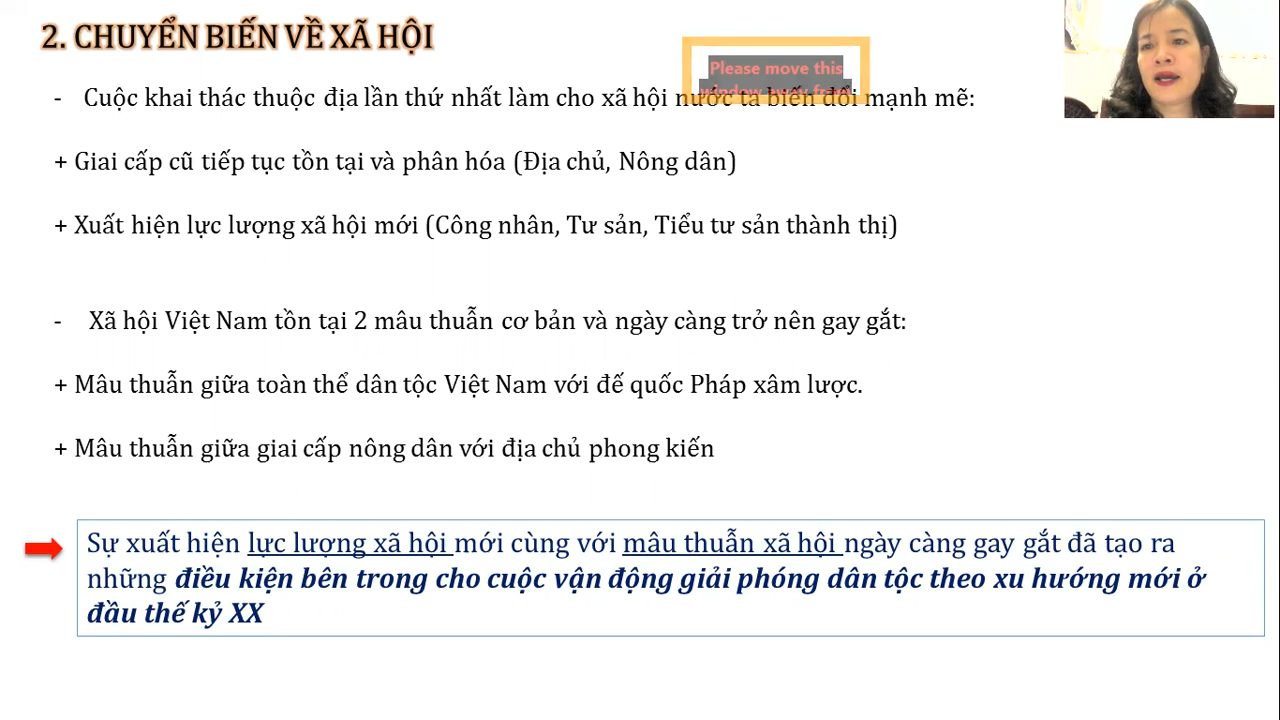 2. CHUYỂN BIẾN VỀ XÃ HỘI
Please move this
window away from
- Cuộc khai thác thuộc địa lần thứ nhất làm cho xã hội nước ta biến đổi mạnh mẽ:
+ Giai cấp cũ tiếp tục tồn tại và phân hóa (Địa chủ, Nông dân)
+ Xuất hiện lực lượng xã hội mới (Công nhân, Tư sản, Tiểu tư sản thành thị)
- Xã hội Việt Nam tồn tại 2 mâu thuẫn cơ bản và ngày càng trở nên gay gắt:
+ Mâu thuẫn giữa toàn thể dân tộc Việt Nam với đế quốc Pháp xâm lược.
+ Mâu thuẫn giữa giai cấp nông dân với địa chủ phong kiến
Sự xuất hiện lực lượng xã hội mới cùng với mâu thuẫn xã hội ngày càng gay gắt đã tạo ra
những điều kiện bên trong cho cuộc vận động giải phóng dân tộc theo xu hướng mới ở
đầu thế kỷ XX